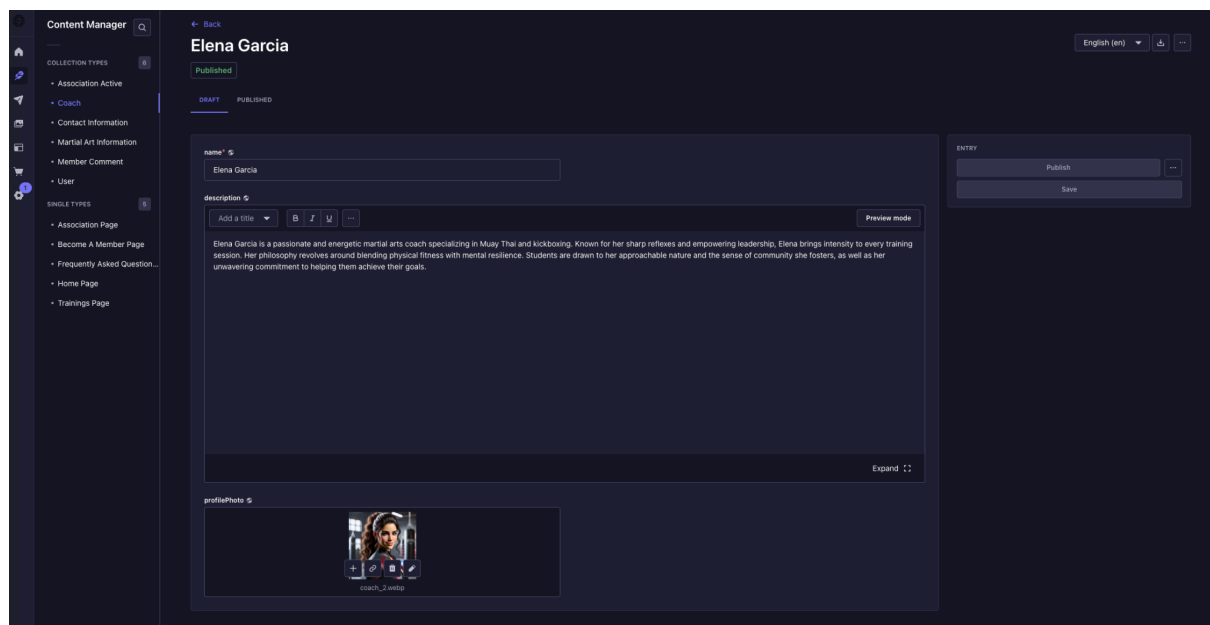 Content Manager
COLLECTION TYPES 6
Association Active
Coach
Contact Information
Martial Art Information
Member Comment
User
1
SINGLE TYPES 5
Association Page
Become A Member Page
Frequently Asked Question...
Home Page
Trainings Page
Back
Elena Garcia
English (en)
Published
DRAFT PUBLISHED
name*
Elena Garcia
description
Add a title B I U Preview mode
Elena Garcia is a passionate and energetic martial arts coach specializing in Muay Thai and kickboxing. Known for her sharp reflexes and empowering leadership, Elena brings intensity to every training
session. Her philosophy revolves around blending physical fitness with mental resilience. Students are drawn to her approachable nature and the sense of community she fosters, as well as her
unwavering commitment to helping them achieve their goals.
Expand
profilePhoto
coach_2.webp
ENTRY
Publish
Save